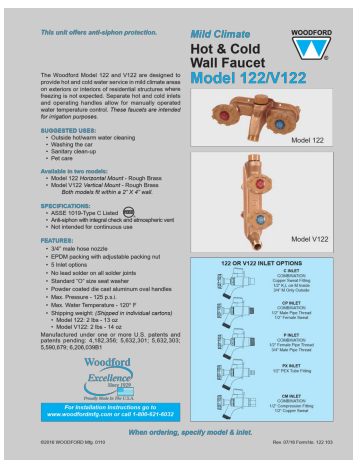 This unit offers anti-siphon protection.
Mild Climate
Hot & Cold
Wall Faucet
Model 122/V122
WOODFORD
W
®
The Woodford Model 122 and V122 are designed to
provide hot and cold water service in mild climate areas
on exteriors or interiors of residential structures where
freezing is not expected. Separate hot and cold inlets
and operating handles allow for manually operated
water temperature control. These faucets are intended
for irrigation purposes.
SUGGESTED USES:
• Outside hot/warm water cleaning
• Washing the car
• Sanitary clean-up
• Pet care
Available in two models:
• Model 122 Horizontal Mount - Rough Brass
• Model V122 Vertical Mount - Rough Brass
Both models fit within a 2" X 4" wall.
SPECIFICATIONS:
• ASSE 1019-Type C Listed
• Anti-siphon with integral check and atmospheric vent
• Not intended for continuous use
FEATURES:
• 3/4" male hose nozzle
• EPDM packing with adjustable packing nut
• 5 Inlet options
• No lead solder on all solder joints
• Standard "O" size seat washer
• Powder coated die cast aluminum oval handles
• Max. Pressure - 125 p.s.i.
• Max. Water Temperature - 120° F
• Shipping weight: (Shipped in individual cartons)
• Model 122: 2 lbs - 13 oz
• Model V122: 2 lbs - 14 oz
Manufactured under one or more U.S. patents and
patents pending: 4,182,356; 5,632,301; 5,632,303;
5,590,679; 6,206,039B1
Woodford
Excellence
Since 1929
Proudly Made in the U.S.A.
For Installation Instructions go to
www.woodfordmfg.com or call 1-800-621-6032
Model 122
Model V122
122 OR V122 INLET OPTIONS
C INLET
COMBINATION
Copper Sweat Fitting
1/2" K,L on M Inside
3/4" M Only Outside
CP INLET
COMBINATION
1/2" Male Pipe Thread
1/2" Female Sweat
P INLET
COMBINATION
1/2" Female Pipe Thread
3/4" Male Pipe Thread
PX INLET
1/2" PEX Tube Fitting
CM INLET
COMBINATION
1/2" Compression Fitting
1/2" Copper Sweat
When ordering, specify model & inlet.
©2016 WOODFORD Mfg. 0110
Rev. 07/16 Form No. 122.103